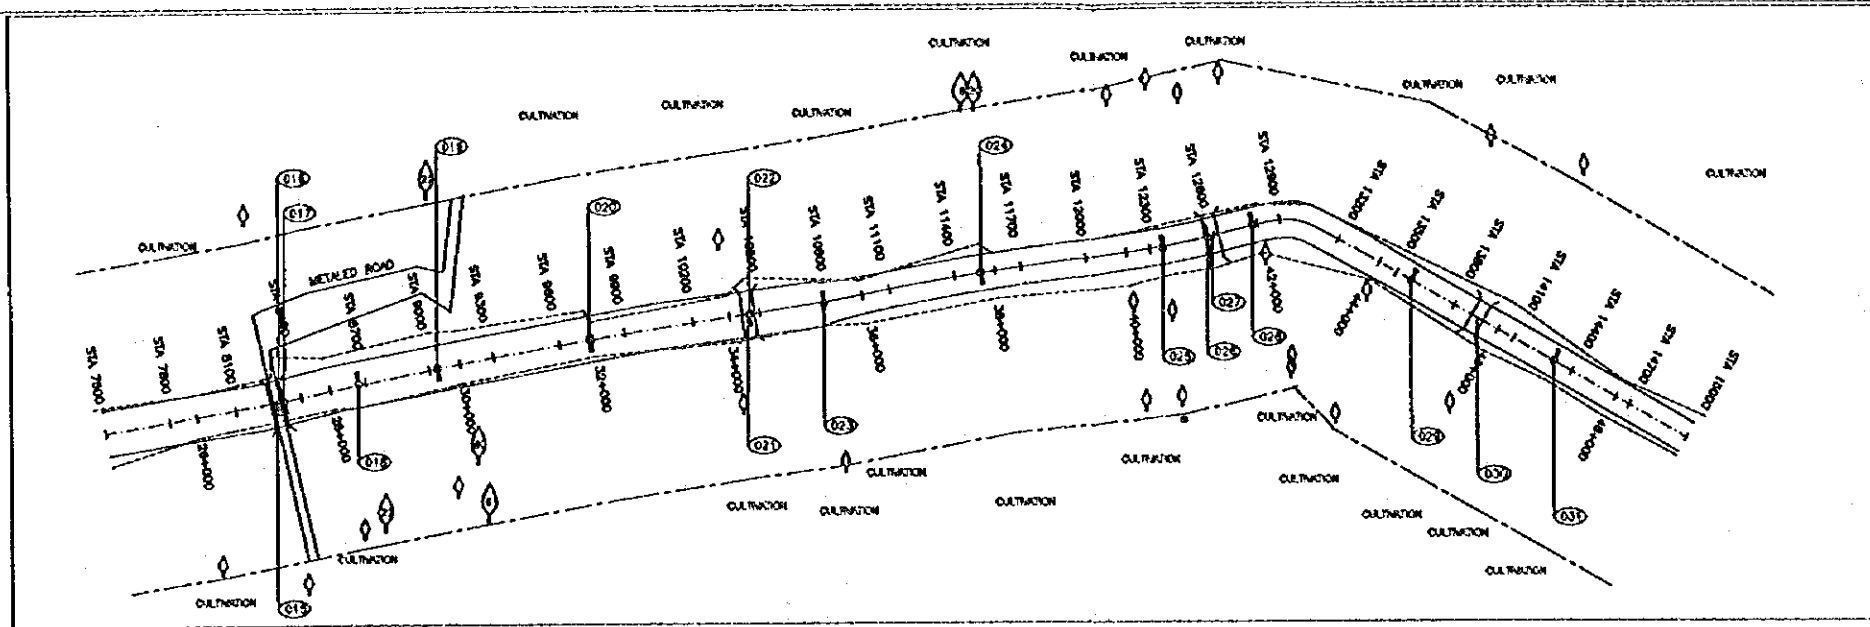 CULTIVATION
CULTIVATION
CULTIVATION
CULTIVATION
CULTIVATION
CULTIVATION
CULTIVATION
CULTIVATION
CULTIVATION
CULTIVATION
CULTIVATION
METALED ROAD
016
017
019
020
022
024
STA 7500
STA 7800
STA 8100
STA 8700
STA 9000
STA 9300
STA 9600
STA 9900
STA 10200
STA 10800
STA 11100
STA 11400
STA 11700
STA 12000
STA 12300
STA 12900
STA 13200
STA 13500
STA 13800
STA 14100
STA 14400
STA 14700
STA 15000
28+000
30+000
32+000
34+000
36+000
38+000
40+000
42+000
44+000
48+000
018
021
023
025
026
027
028
029
030
031
015
CULTIVATION
CULTIVATION
CULTIVATION
CULTIVATION
CULTIVATION
CULTIVATION
CULTIVATION
CULTIVATION
CULTIVATION
CULTIVATION
CULTIVATION
CULTIVATION